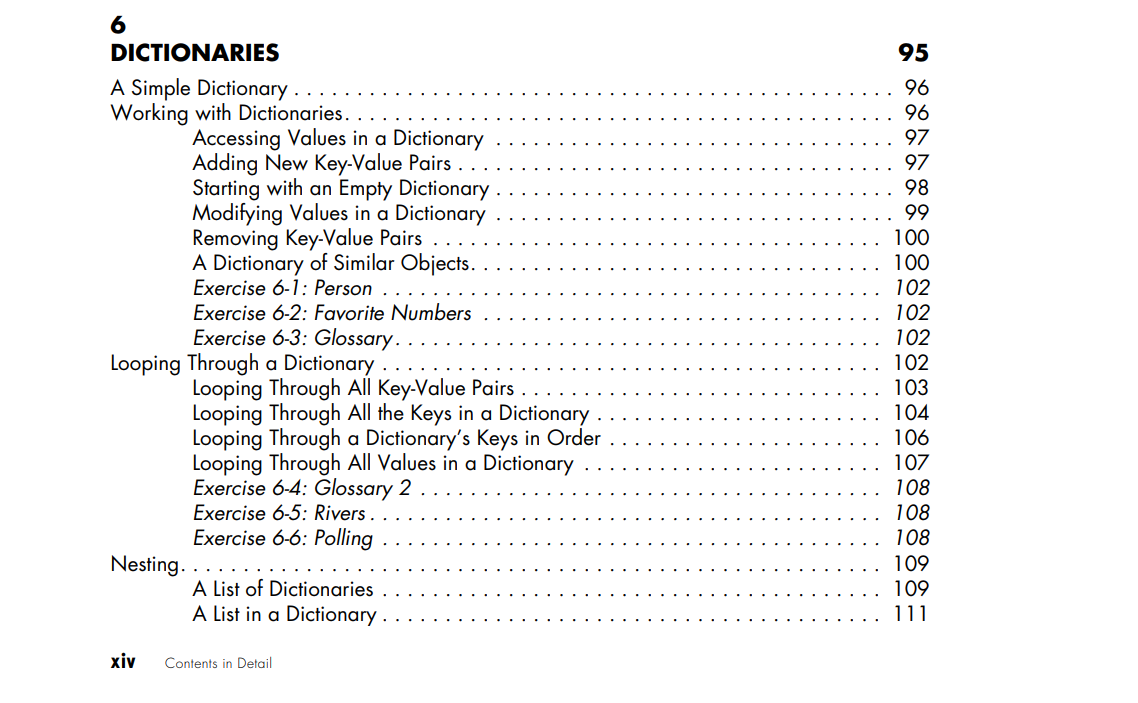 6
DICTIONARIES 95
A Simple Dictionary . . . . . . . . . . . . . . . . . . . . . . . . . . . . . . . . . . . . . . . . . . . . . . . . 96
Working with Dictionaries. . . . . . . . . . . . . . . . . . . . . . . . . . . . . . . . . . . . . . . . . . . . 96
Accessing Values in a Dictionary . . . . . . . . . . . . . . . . . . . . . . . . . . . . . . . . 97
Adding New Key-Value Pairs . . . . . . . . . . . . . . . . . . . . . . . . . . . . . . . . . . . 97
Starting with an Empty Dictionary . . . . . . . . . . . . . . . . . . . . . . . . . . . . . . . . 98
Modifying Values in a Dictionary . . . . . . . . . . . . . . . . . . . . . . . . . . . . . . . . 99
Removing Key-Value Pairs . . . . . . . . . . . . . . . . . . . . . . . . . . . . . . . . . . . . 100
A Dictionary of Similar Objects. . . . . . . . . . . . . . . . . . . . . . . . . . . . . . . . . 100
Exercise 6-1: Person . . . . . . . . . . . . . . . . . . . . . . . . . . . . . . . . . . . . . . . . 102
Exercise 6-2: Favorite Numbers . . . . . . . . . . . . . . . . . . . . . . . . . . . . . . . . 102
Exercise 6-3: Glossary. . . . . . . . . . . . . . . . . . . . . . . . . . . . . . . . . . . . . . . 102
Looping Through a Dictionary . . . . . . . . . . . . . . . . . . . . . . . . . . . . . . . . . . . . . . . . 102
Looping Through All Key-Value Pairs . . . . . . . . . . . . . . . . . . . . . . . . . . . . . 103
Looping Through All the Keys in a Dictionary . . . . . . . . . . . . . . . . . . . . . . . 104
Looping Through a Dictionary’s Keys in Order . . . . . . . . . . . . . . . . . . . . . . 106
Looping Through All Values in a Dictionary . . . . . . . . . . . . . . . . . . . . . . . . 107
Exercise 6-4: Glossary 2 . . . . . . . . . . . . . . . . . . . . . . . . . . . . . . . . . . . . . 108
Exercise 6-5: Rivers . . . . . . . . . . . . . . . . . . . . . . . . . . . . . . . . . . . . . . . . . 108
Exercise 6-6: Polling . . . . . . . . . . . . . . . . . . . . . . . . . . . . . . . . . . . . . . . . 108
Nesting. . . . . . . . . . . . . . . . . . . . . . . . . . . . . . . . . . . . . . . . . . . . . . . . . . . . . . . . 109
A List of Dictionaries . . . . . . . . . . . . . . . . . . . . . . . . . . . . . . . . . . . . . . . . 109
A List in a Dictionary . . . . . . . . . . . . . . . . . . . . . . . . . . . . . . . . . . . . . . . . 111
xiv Contents in Detail